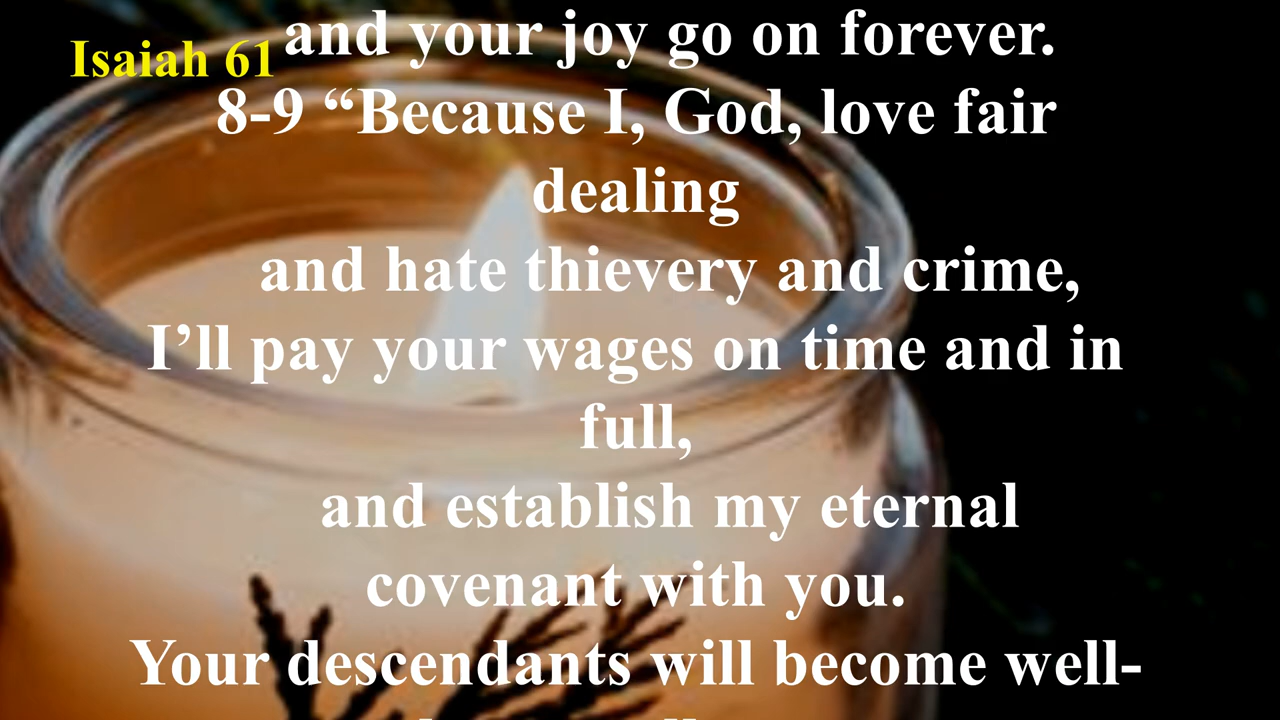 Isaiah 61
and your joy go on forever.
8-9 “Because I, God, love fair
dealing
and hate thievery and crime,
I’ll pay your wages on time and in
full,
and establish my eternal
covenant with you.
Your descendants will become well-